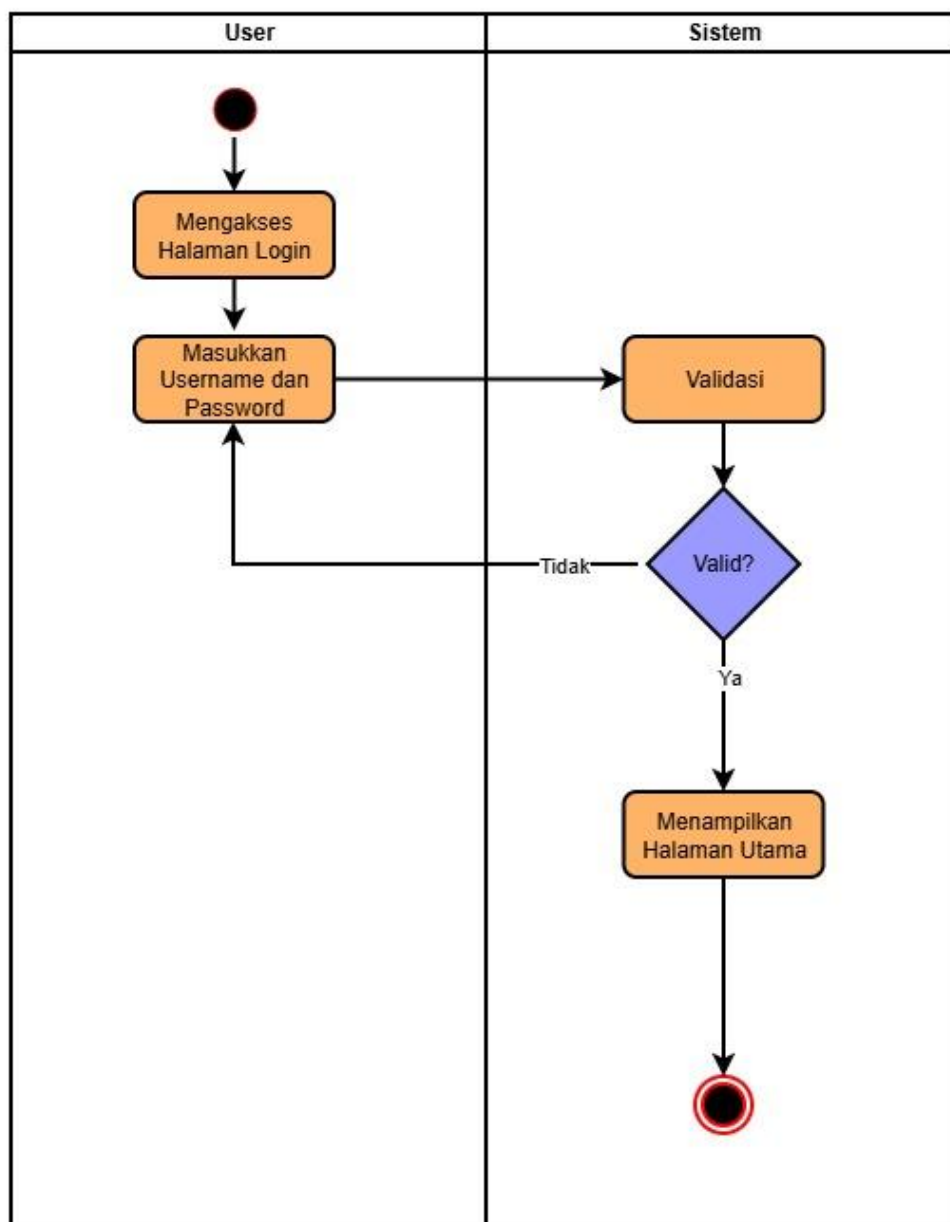 User
Sistem
Mengakses
Halaman Login
Masukkan
Username dan
Password
Validasi
Valid?
Tidak
Ya
Menampilkan
Halaman Utama